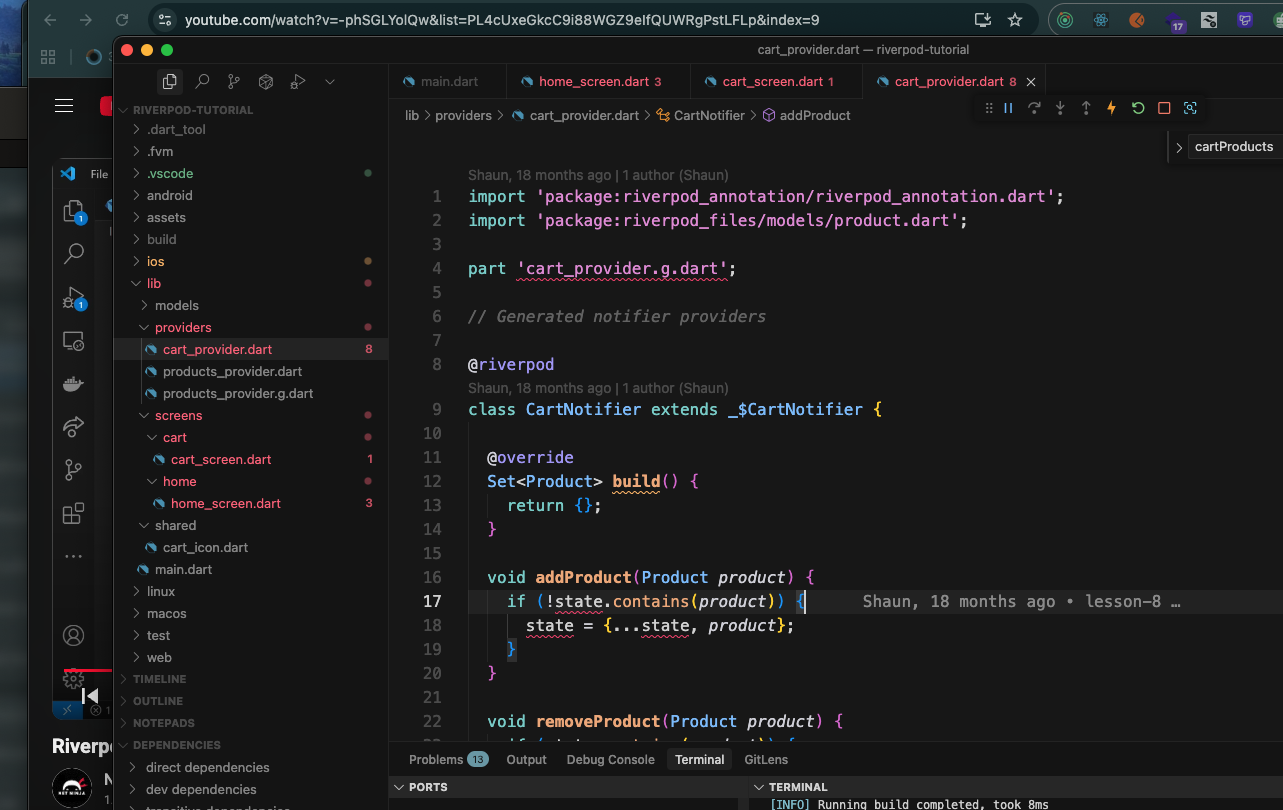 youtube.com/watch?v=-phSGLYolQw&list=PL4cUxeGkcC9i88WGZ9eIfQUWRgPstLFLp&index=9
17
cart_provider.dart — riverpod-tutorial
main.dart
home_screen.dart 3
cart_screen.dart 1
cart_provider.dart 8
lib > providers > cart_provider.dart > CartNotifier > addProduct
cartProducts
File
1
1
RIVERPOD-TUTORIAL
.dart_tool
.fvm
.vscode
android
assets
build
ios
lib
models
providers
cart_provider.dart 8
products_provider.dart
products_provider.g.dart
screens
cart
cart_screen.dart 1
home
home_screen.dart 3
shared
cart_icon.dart
main.dart
linux
macos
test
web
TIMELINE
OUTLINE
NOTEPADS
DEPENDENCIES
direct dependencies
dev dependencies
Shaun, 18 months ago | 1 author (Shaun)
1 import 'package:riverpod_annotation/riverpod_annotation.dart';
2 import 'package:riverpod_files/models/product.dart';
3
4 part 'cart_provider.g.dart';
5
6 // Generated notifier providers
7
8 @riverpod
Shaun, 18 months ago | 1 author (Shaun)
9 class CartNotifier extends _$CartNotifier {
10
11 @override
12 Set<Product> build() {
13 return {};
14 }
15
16 void addProduct(Product product) {
17 if (!state.contains(product)) { Shaun, 18 months ago • lesson-8 …
18 state = {...state, product};
19 }
20 }
21
22 void removeProduct(Product product) {
Problems 13
Output
Debug Console
Terminal
GitLens
PORTS
TERMINAL
[INFO] Running build completed, took 8ms
Riverp
NET NINJA
N
1